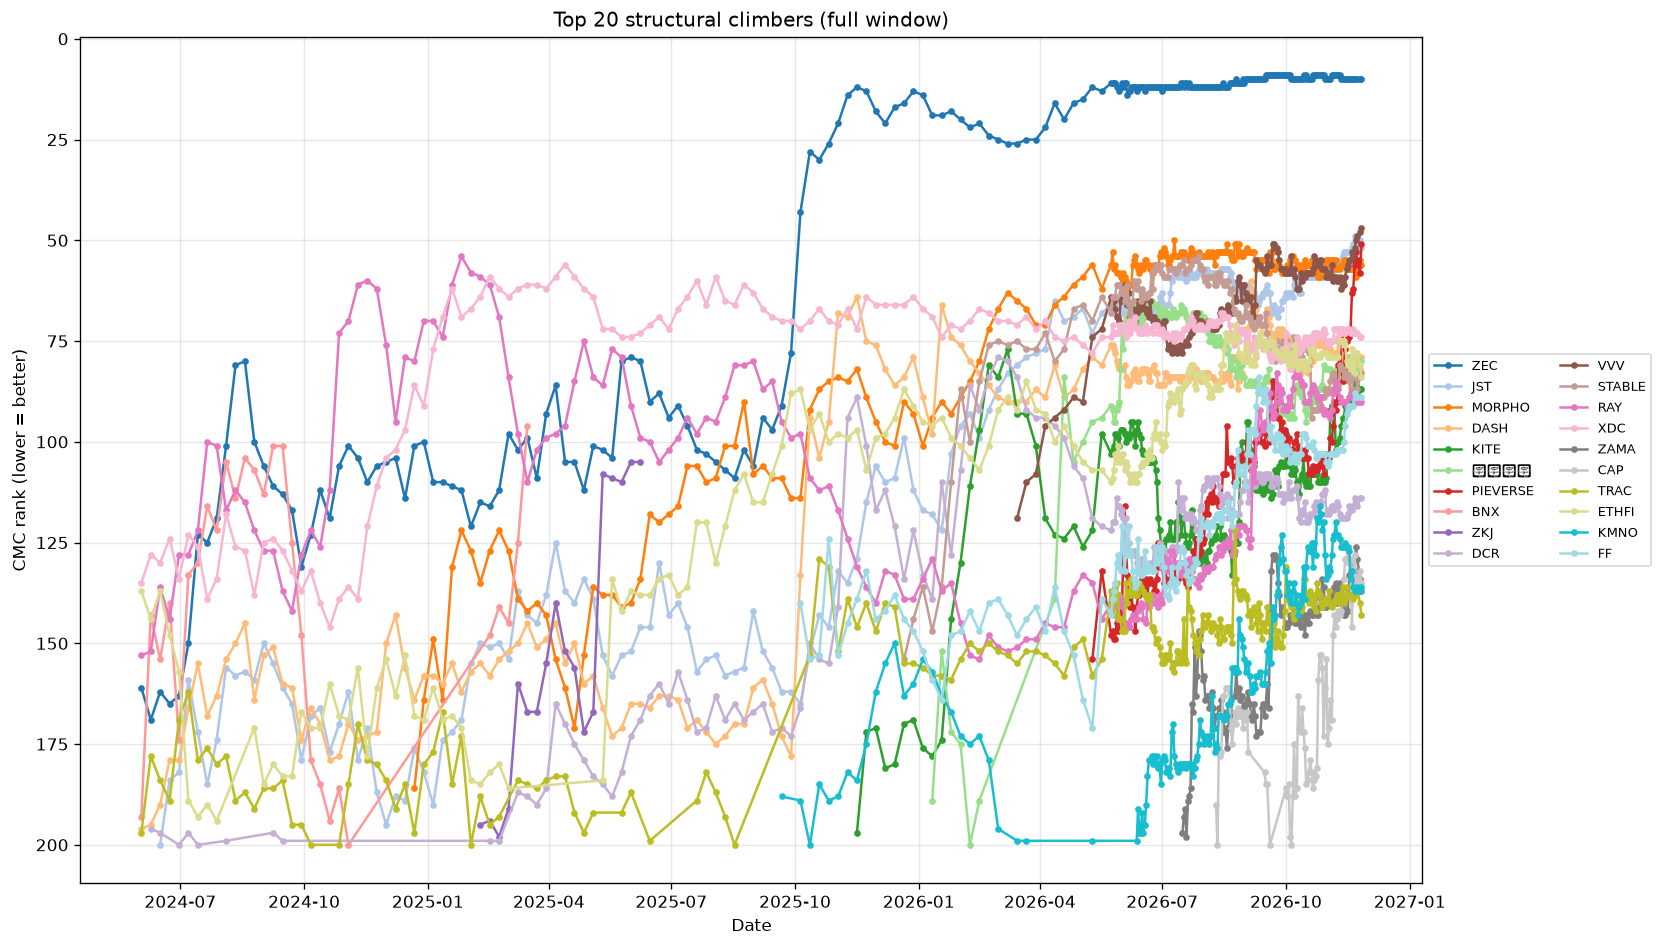 Top 20 structural climbers (full window)
0
25
50
75
100
125
150
175
200
CMC rank (lower = better)
2024-07
2024-10
2025-01
2025-04
2025-07
2025-10
2026-01
2026-04
2026-07
2026-10
2027-01
Date
ZEC
JST
MORPHO
DASH
KITE
PIEVERSE
BNX
ZKJ
DCR
VVV
STABLE
RAY
XDC
ZAMA
CAP
TRAC
ETHFI
KMNO
FF